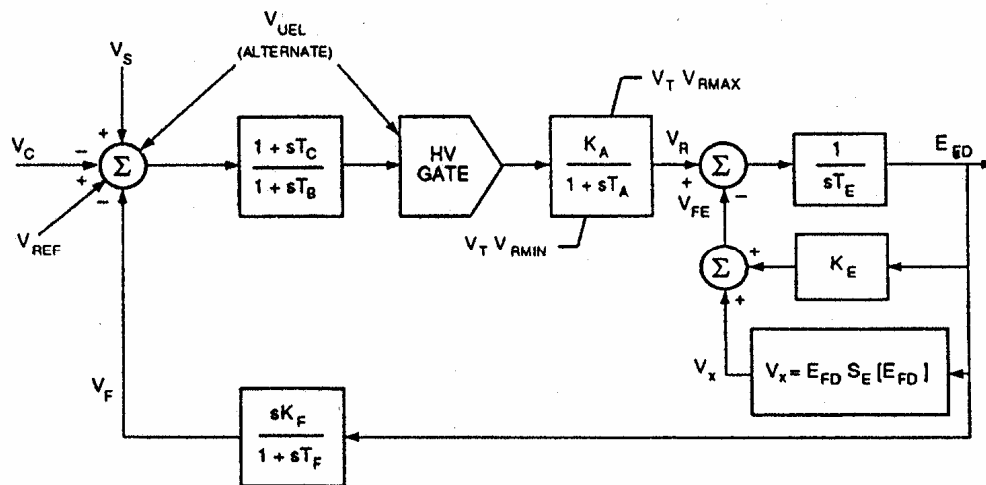 V_UEL
(ALTERNATE)
V_S
V_T V_RMAX
V_C
+
−
+
−
Σ
1 + sT_C
1 + sT_B
HV
GATE
K_A
1 + sT_A
V_R
+
Σ
−
1
sT_E
E_FD
V_FE
V_REF
V_T V_RMIN
Σ
+
+
K_E
V_X
V_X = E_FD S_E [E_FD]
V_F
sK_F
1 + sT_F